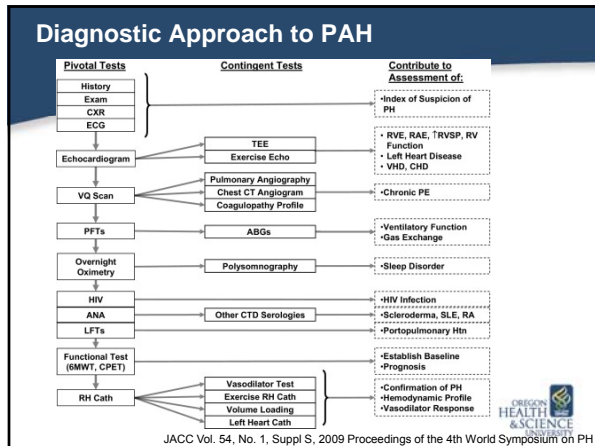 Diagnostic Approach to PAH
Pivotal Tests
Contingent Tests
Contribute to
Assessment of:
History
Exam
CXR
ECG
•Index of Suspicion of
PH
Echocardiogram
TEE
Exercise Echo
• RVE, RAE, ↑RVSP, RV
Function
• Left Heart Disease
• VHD, CHD
VQ Scan
Pulmonary Angiography
Chest CT Angiogram
Coagulopathy Profile
•Chronic PE
PFTs
ABGs
•Ventilatory Function
•Gas Exchange
Overnight
Oximetry
Polysomnography
•Sleep Disorder
HIV
•HIV Infection
ANA
Other CTD Serologies
•Scleroderma, SLE, RA
LFTs
•Portopulmonary Htn
Functional Test
(6MWT, CPET)
•Establish Baseline
•Prognosis
RH Cath
Vasodilator Test
Exercise RH Cath
Volume Loading
Left Heart Cath
•Confirmation of PH
•Hemodynamic Profile
•Vasodilator Response
OREGON
HEALTH
&SCIENCE
UNIVERSITY
JACC Vol. 54, No. 1, Suppl S, 2009 Proceedings of the 4th World Symposium on PH